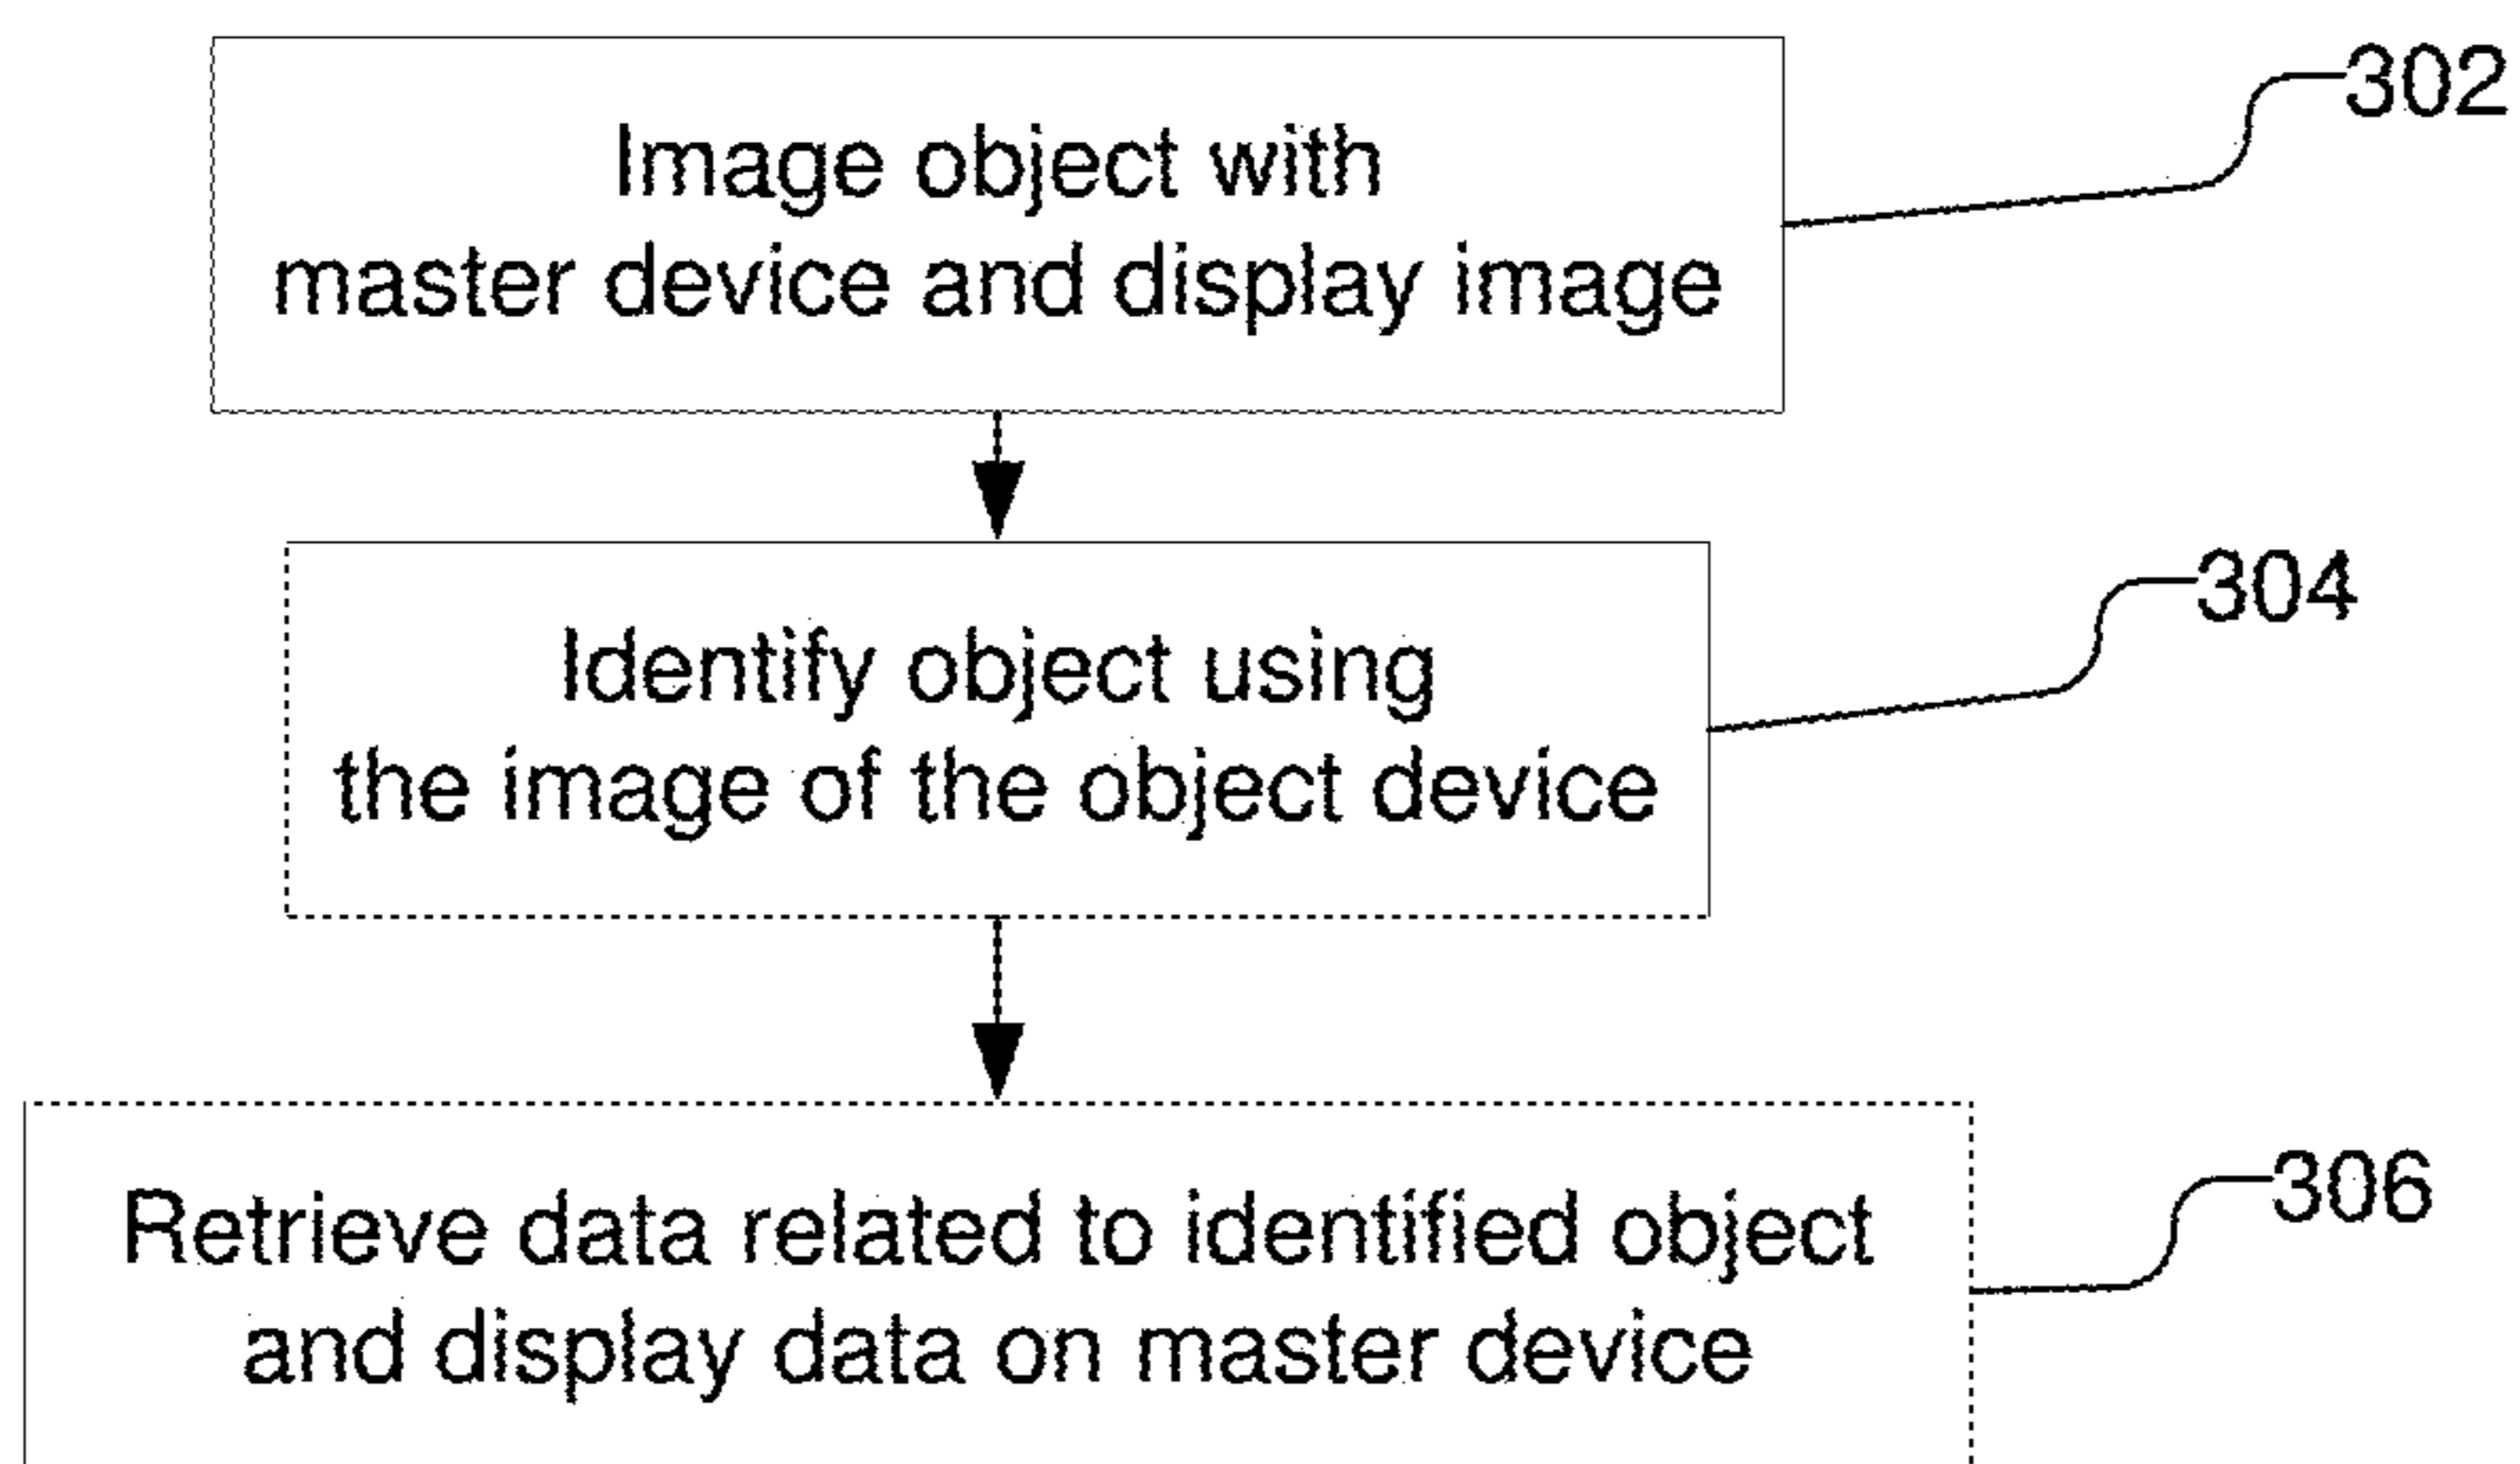 302
Image object with
master device and display image
304
Identify object using
the image of the object device
306
Retrieve data related to identified object
and display data on master device